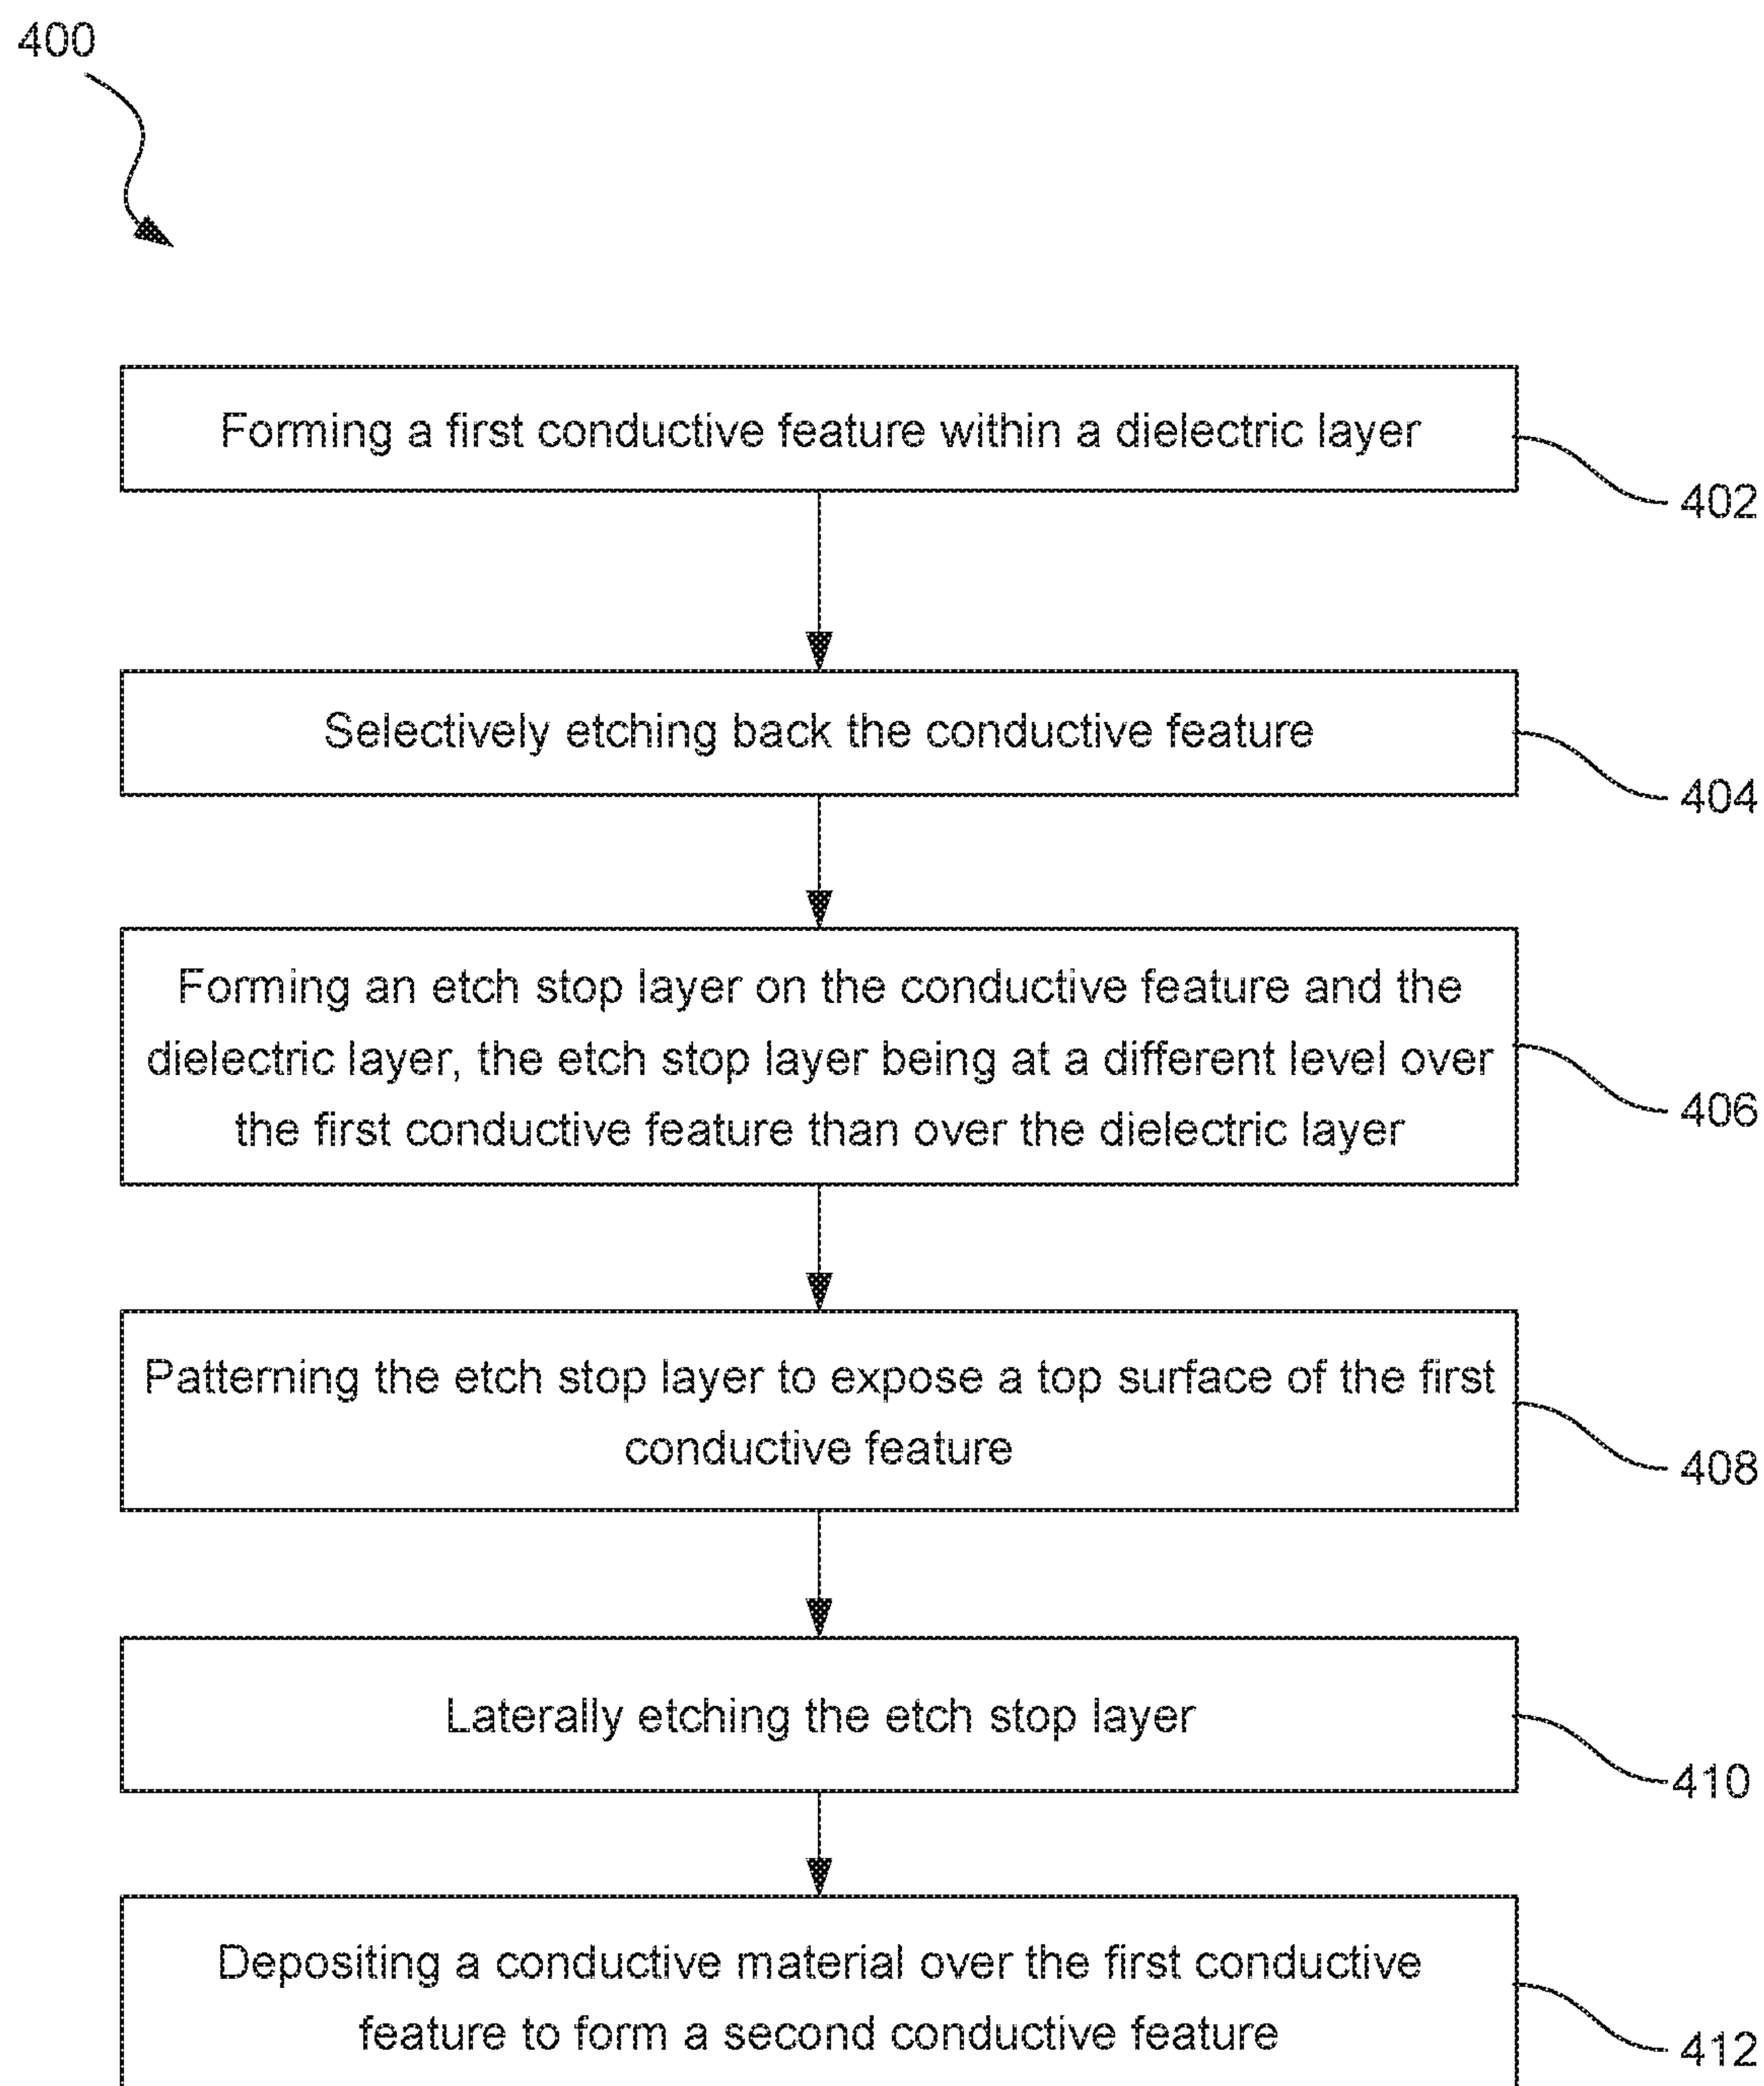 400
Forming a first conductive feature within a dielectric layer
402
Selectively etching back the conductive feature
404
Forming an etch stop layer on the conductive feature and the
dielectric layer, the etch stop layer being at a different level over
the first conductive feature than over the dielectric layer
406
Patterning the etch stop layer to expose a top surface of the first
conductive feature
408
Laterally etching the etch stop layer
410
Depositing a conductive material over the first conductive
feature to form a second conductive feature
412